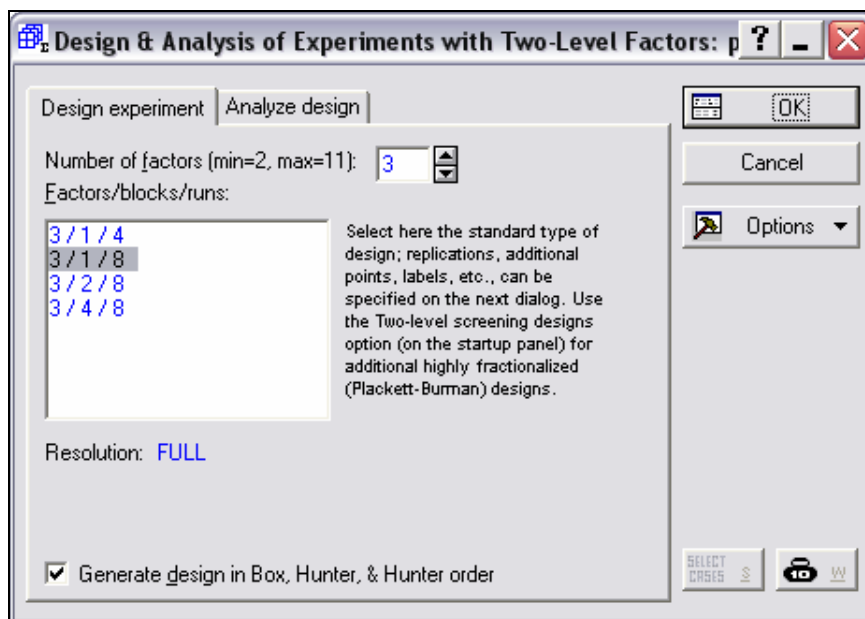 Design & Analysis of Experiments with Two-Level Factors: p
Design experiment
Analyze design
Number of factors (min=2, max=11): 3
Factors/blocks/runs:
3 / 1 / 4
3 / 1 / 8
3 / 2 / 8
3 / 4 / 8
Select here the standard type of
design; replications, additional
points, labels, etc., can be
specified on the next dialog. Use
the Two-level screening designs
option (on the startup panel) for
additional highly fractionalized
(Plackett-Burman) designs.
Resolution: FULL
Generate design in Box, Hunter, & Hunter order
OK
Cancel
Options
SELECT
CASES S
W